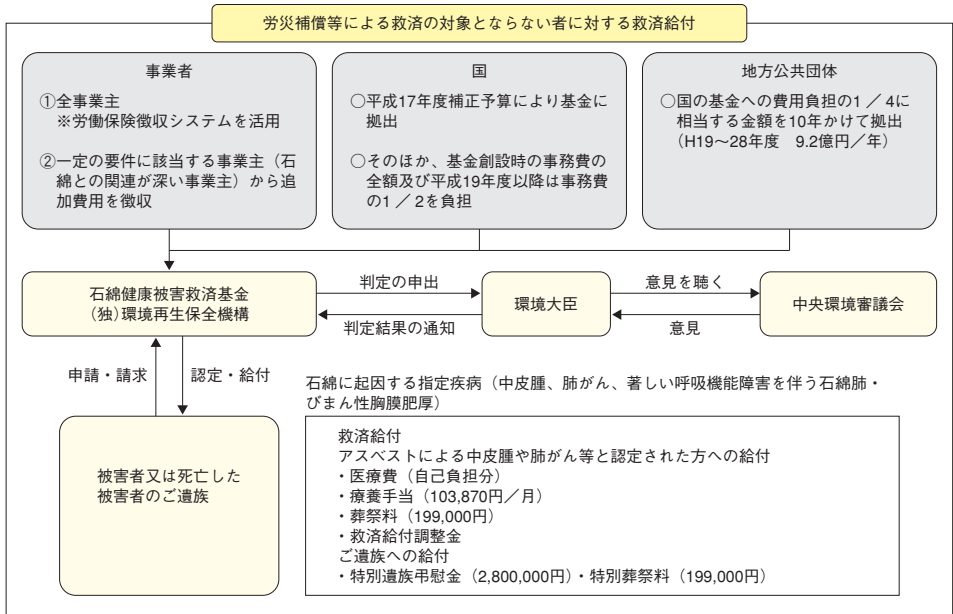 労災補償等による救済の対象とならない者に対する救済給付
事業者
①全事業主
※労働保険徴収システムを活用
②一定の要件に該当する事業主（石
綿との関連が深い事業主）から追
加費用を徴収
国
○平成17年度補正予算により基金に
拠出
○そのほか、基金創設時の事務費の
全額及び平成19年度以降は事務費
の1／2を負担
地方公共団体
○国の基金への費用負担の1／4に
相当する金額を10年かけて拠出
（H19～28年度　9.2億円／年）
石綿健康被害救済基金
（独）環境再生保全機構
判定の申出
判定結果の通知
環境大臣
意見を聴く
意見
中央環境審議会
申請・請求
認定・給付
被害者又は死亡した
被害者のご遺族
石綿に起因する指定疾病（中皮腫、肺がん、著しい呼吸機能障害を伴う石綿肺・
びまん性胸膜肥厚）
救済給付
アスベストによる中皮腫や肺がん等と認定された方への給付
・医療費（自己負担分）
・療養手当（103,870円／月）
・葬祭料（199,000円）
・救済給付調整金
ご遺族への給付
・特別遺族弔慰金（2,800,000円）・特別葬祭料（199,000円）